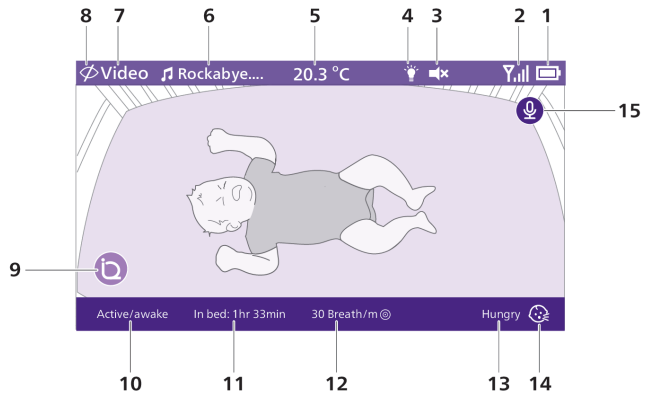 8 7 6 5 4 3 2 1
Video Rockabye.... 20.3 °C
15
9
Active/awake In bed: 1hr 33min 30 Breath/m Hungry
10 11 12 13 14